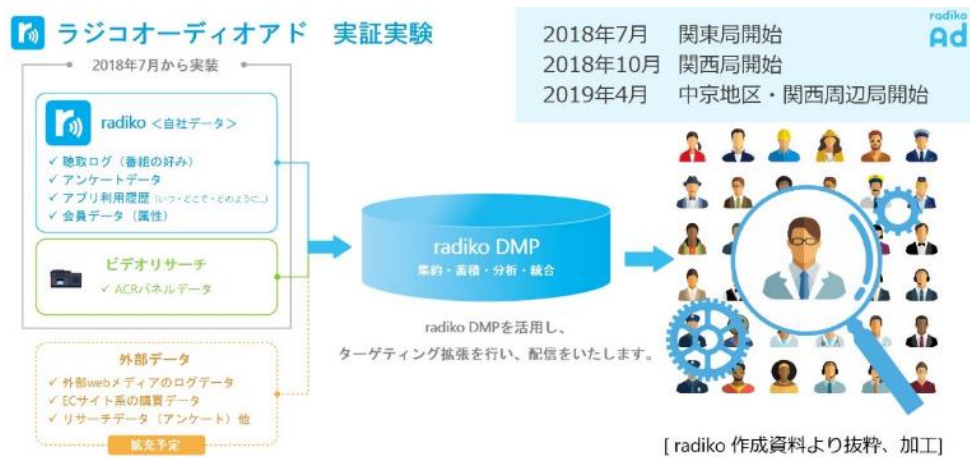 ラジコオーディオアド 実証実験
2018年7月 関東局開始
2018年10月 関西局開始
2019年4月 中京地区・関西周辺局開始
radiko
Ad
2018年7月から実装
radiko <自社データ>
✓ 聴取ログ（番組の好み）
✓ アンケートデータ
✓ アプリ利用履歴（いつ・どこで・どのように…）
✓ 会員データ（属性）
ビデオリサーチ
✓ ACRパネルデータ
外部データ
✓ 外部webメディアのログデータ
✓ ECサイト系の購買データ
✓ リサーチデータ（アンケート）他
拡充予定
radiko DMP
集約・蓄積・分析・統合
radiko DMPを活用し、
ターゲティング拡張を行い、配信をいたします。
[ radiko 作成資料より抜粋、加工]